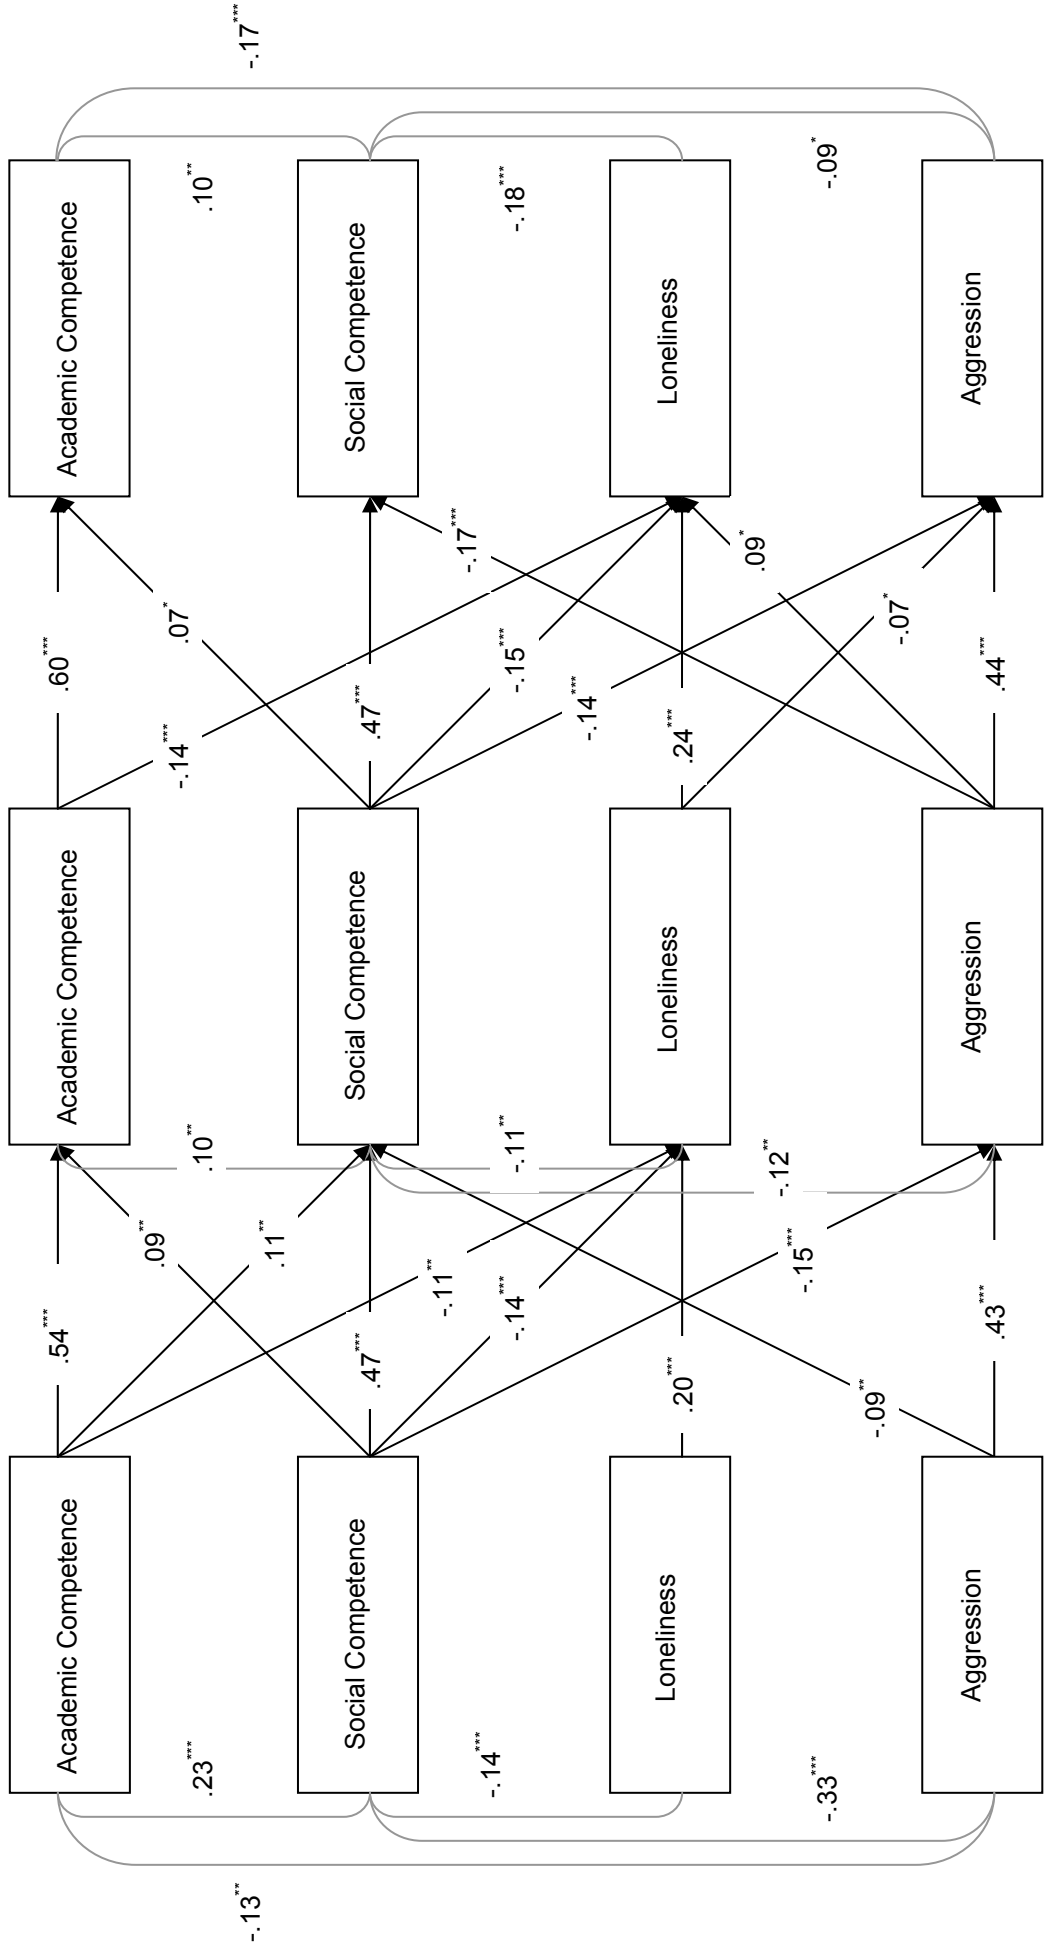 -.13**
.23***
-.14***
-.33***
Academic Competence
Social Competence
Loneliness
Aggression
.54***
.09**
.11**
-.11**
.47***
-.14***
.20***
-.15***
-.09**
.43***
.10**
-.11**
-.12**
Academic Competence
Social Competence
Loneliness
Aggression
.60***
.07*
-.14***
.47***
-.17***
-.15***
-.14***
.24***
.09*
-.07*
.44***
Academic Competence
Social Competence
Loneliness
Aggression
-.17***
.10**
-.18***
-.09*